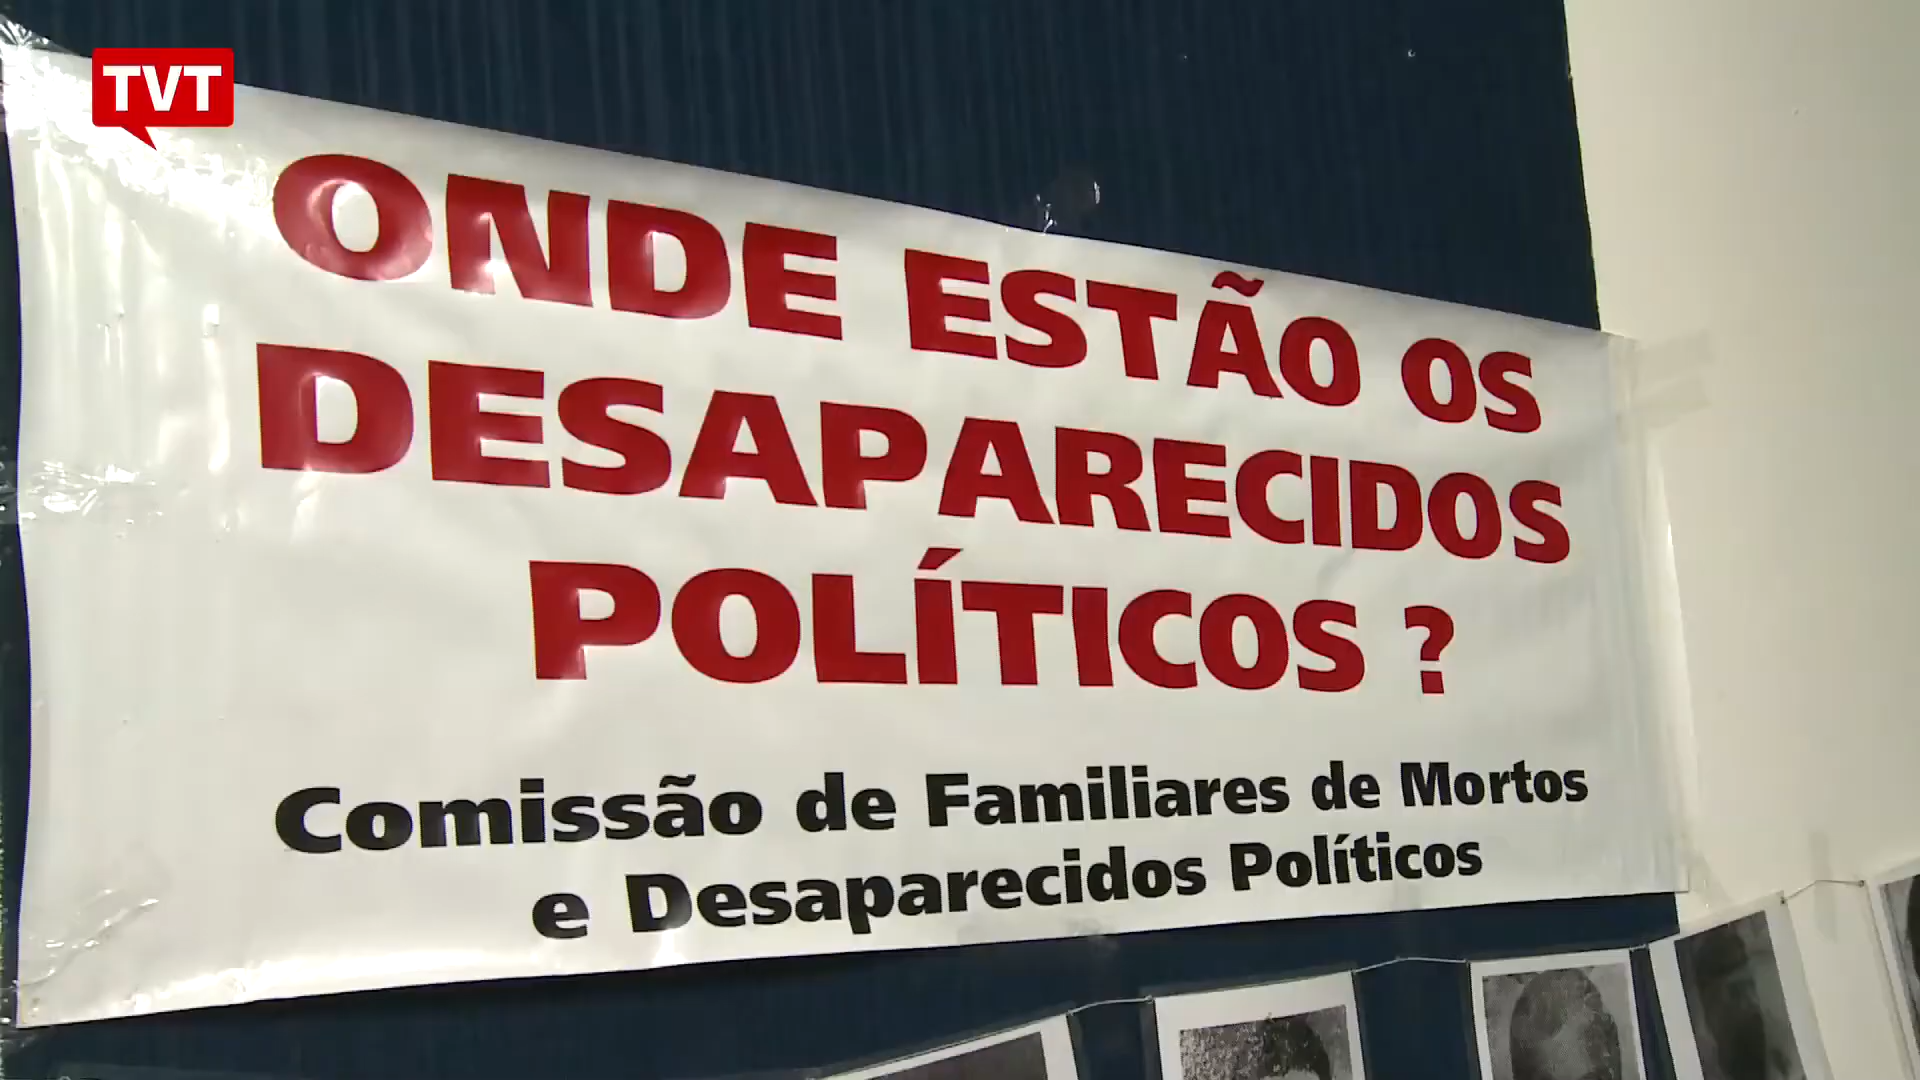 TVT
ONDE ESTÃO OS
DESAPARECIDOS
POLÍTICOS ?
Comissão de Familiares de Mortos
e Desaparecidos Políticos